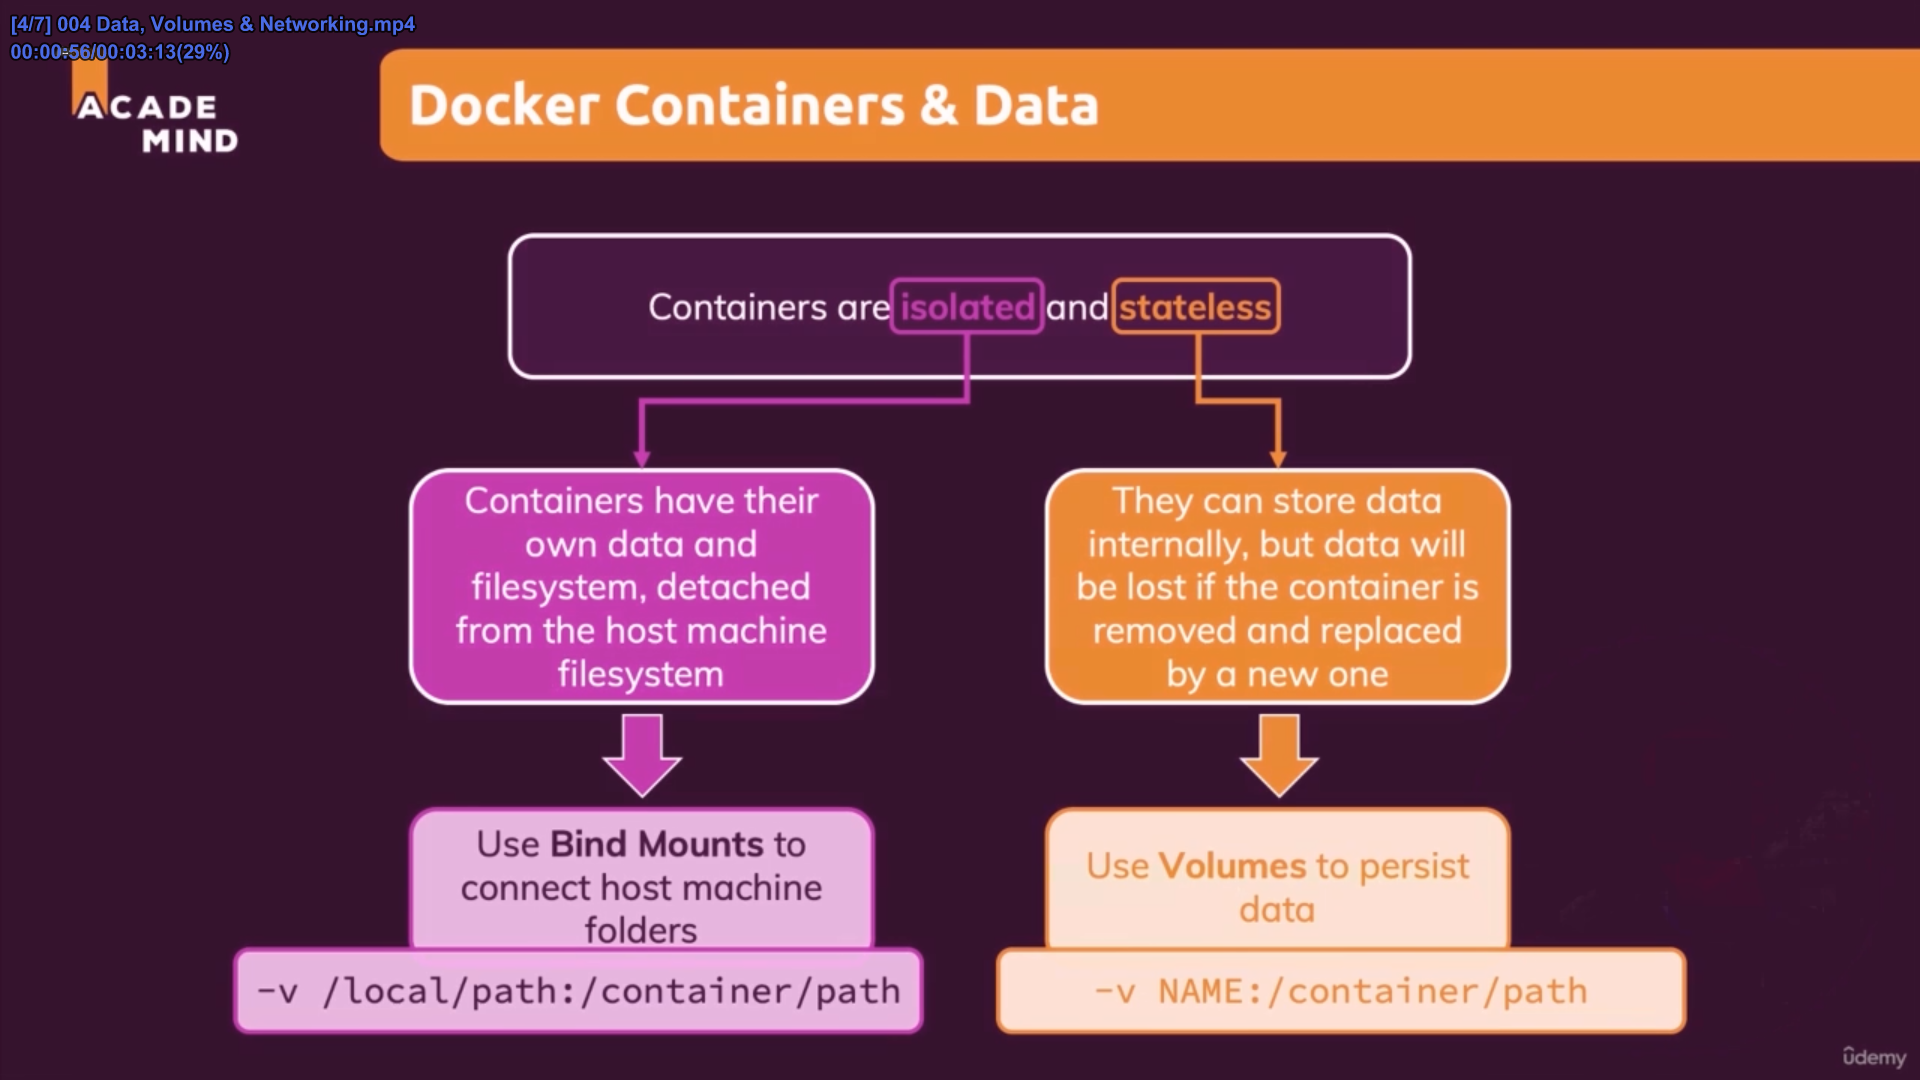 [4/7] 004 Data, Volumes & Networking.mp4
00:00:56/00:03:13(29%)
ACADE
MIND
Docker Containers & Data
Containers are isolated and stateless
Containers have their
own data and
filesystem, detached
from the host machine
filesystem
They can store data
internally, but data will
be lost if the container is
removed and replaced
by a new one
Use Bind Mounts to
connect host machine
folders
-v /local/path:/container/path
Use Volumes to persist
data
-v NAME:/container/path
ûdemy